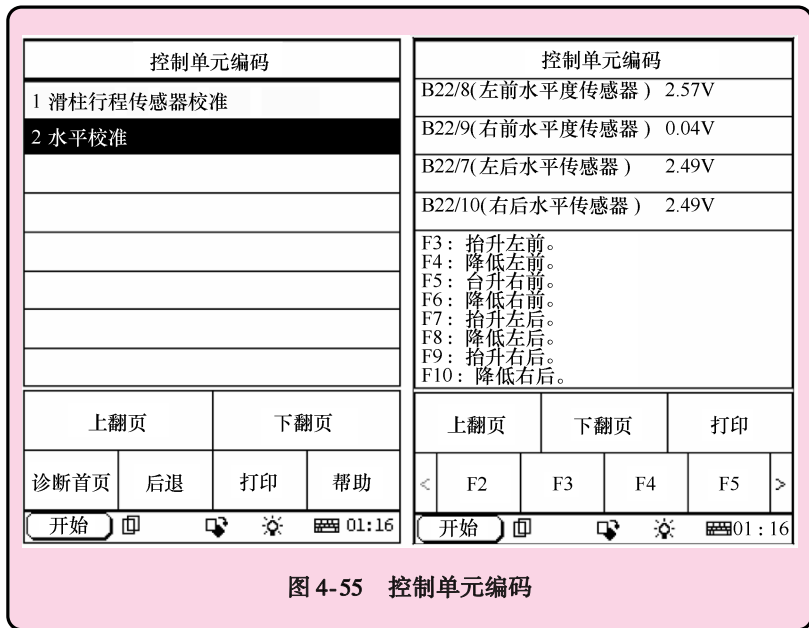 控制单元编码
1 滑柱行程传感器校准
2 水平校准
上翻页 下翻页
诊断首页 后退 打印 帮助
开始 01:16
控制单元编码
B22/8(左前水平度传感器) 2.57V
B22/9(右前水平度传感器) 0.04V
B22/7(左后水平传感器) 2.49V
B22/10(右后水平传感器) 2.49V
F3: 抬升左前。
F4: 降低左前。
F5: 台升右前。
F6: 降低右前。
F7: 抬升左后。
F8: 降低左后。
F9: 抬升右后。
F10: 降低右后。
上翻页 下翻页 打印
< F2 F3 F4 F5 >
开始 01:16
图 4-55 控制单元编码